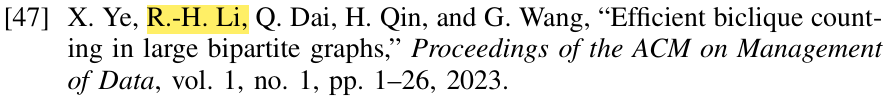 [47] X. Ye, R.-H. Li, Q. Dai, H. Qin, and G. Wang, “Efficient biclique count-
ing in large bipartite graphs,” Proceedings of the ACM on Management
of Data, vol. 1, no. 1, pp. 1–26, 2023.